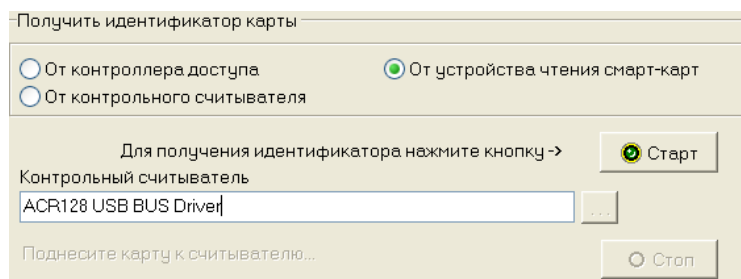 Получить идентификатор карты
От контроллера доступа
От устройства чтения смарт-карт
От контрольного считывателя
Для получения идентификатора нажмите кнопку ->
Старт
Контрольный считыватель
ACR128 USB BUS Driver
...
Поднесите карту к считывателю...
Стоп